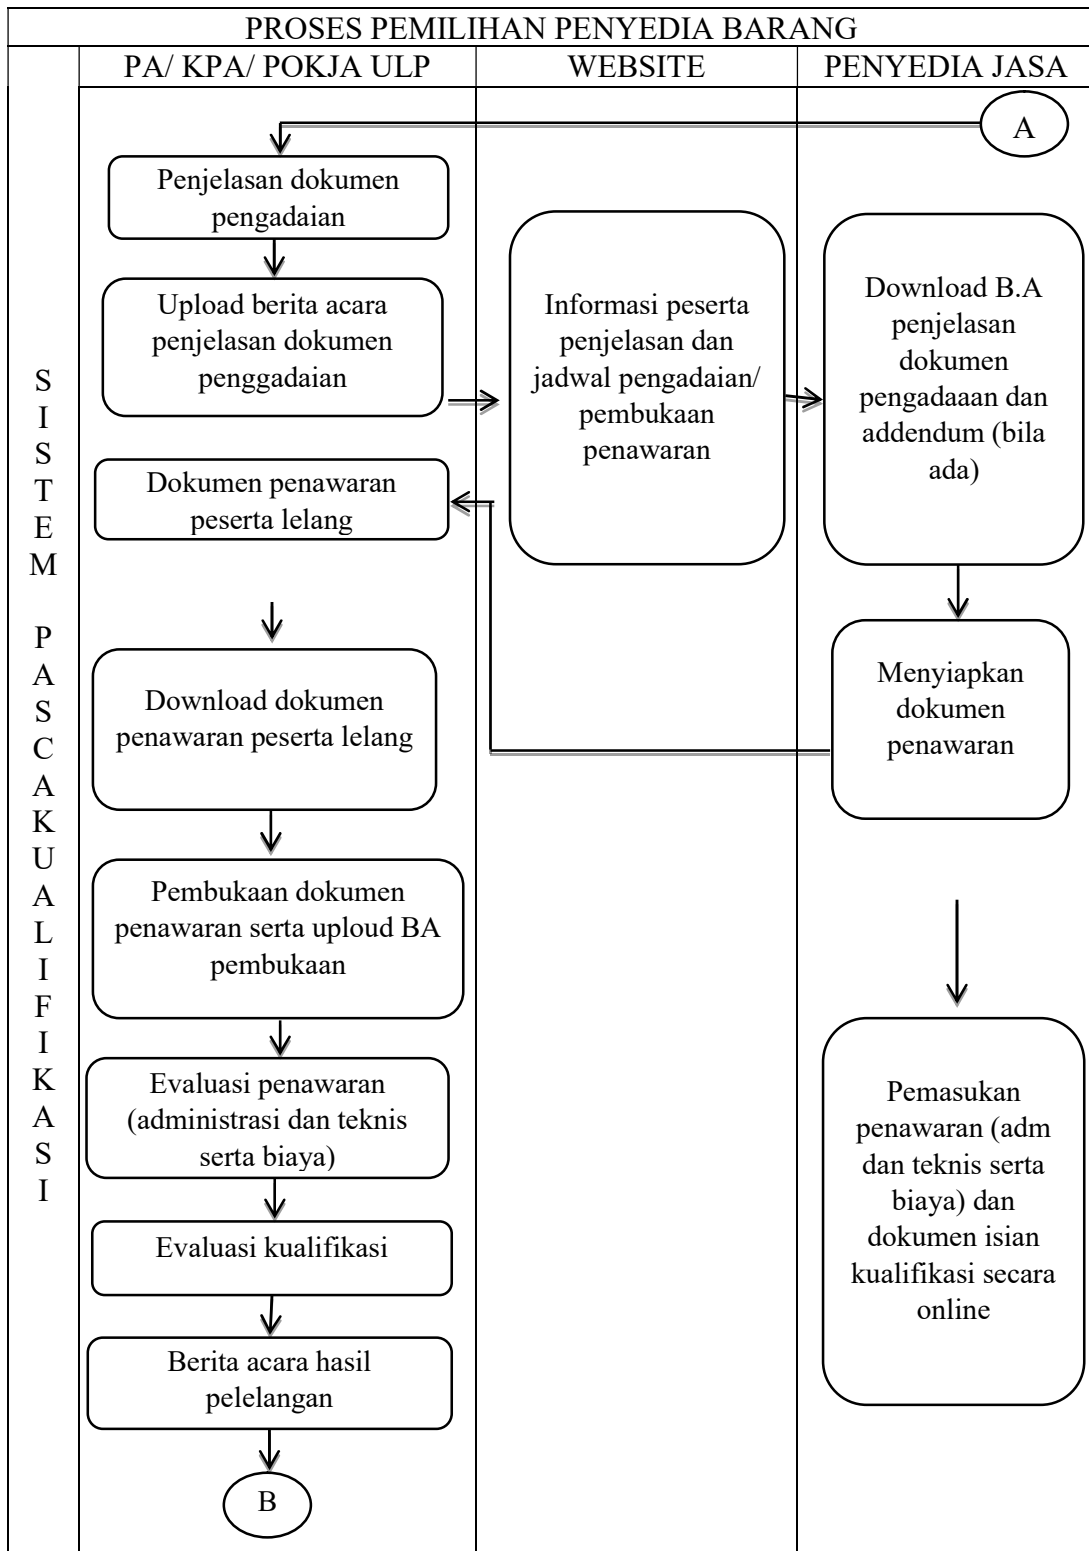 PROSES PEMILIHAN PENYEDIA BARANG
PA/ KPA/ POKJA ULP
WEBSITE
PENYEDIA JASA
S
I
S
T
E
M
P
A
S
C
A
K
U
A
L
I
F
I
K
A
S
I
A
Penjelasan dokumen
pengadaian
Upload berita acara
penjelasan dokumen
penggadaian
Informasi peserta
penjelasan dan
jadwal pengadaian/
pembukaan
penawaran
Download B.A
penjelasan
dokumen
pengadaaan dan
addendum (bila
ada)
Dokumen penawaran
peserta lelang
Menyiapkan
dokumen
penawaran
Download dokumen
penawaran peserta lelang
Pembukaan dokumen
penawaran serta uploud BA
pembukaan
Evaluasi penawaran
(administrasi dan teknis
serta biaya)
Pemasukan
penawaran (adm
dan teknis serta
biaya) dan
dokumen isian
kualifikasi secara
online
Evaluasi kualifikasi
Berita acara hasil
pelelangan
B